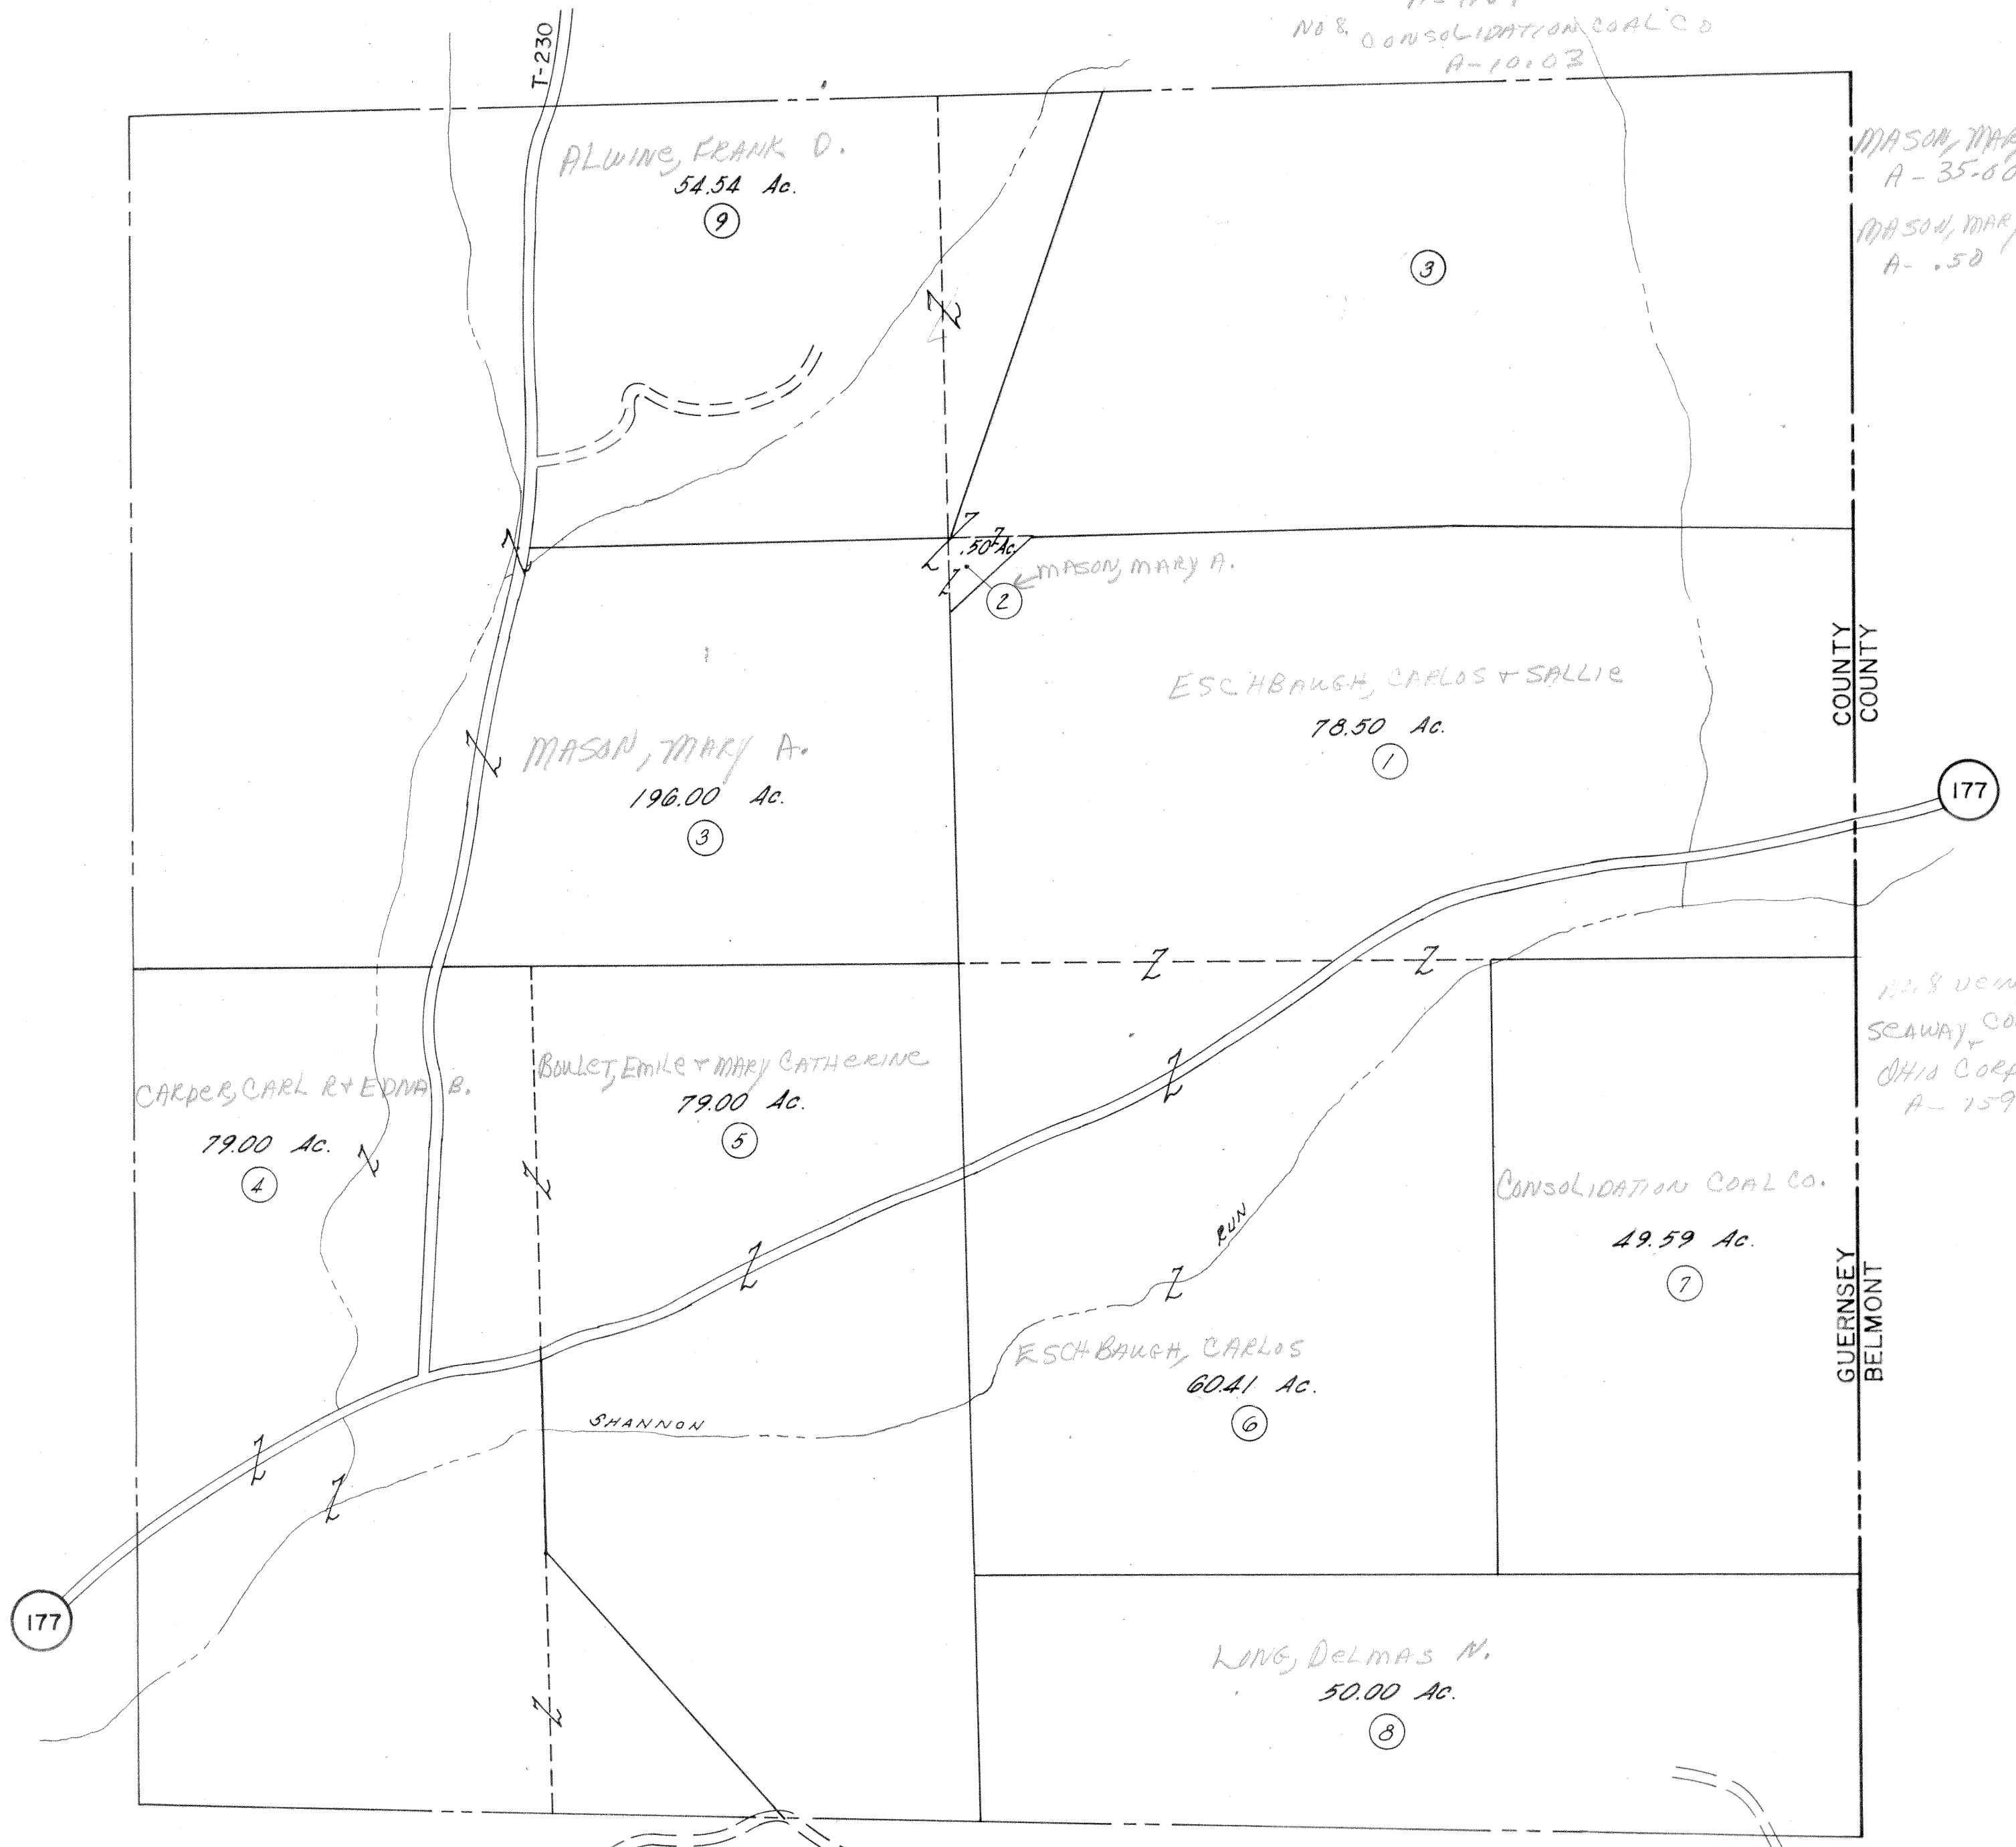 NO 8. CONSOLIDATION COAL CO
A-10.03
T-230
ALWINE, FRANK D.
54.54 Ac.
9
3
MASON,
A-35.00
MASON,
A- .50
.50 Ac
MASON, MARY A.
2
ESCHBAUGH, CARLOS + SALLIE
78.50 Ac.
1
COUNTY
COUNTY
MASON, MARY A.
196.00 Ac.
3
177
CARPER, CARL R + EDNA B.
79.00 Ac.
4
BOULET, EMILE + MARY CATHERINE
79.00 Ac.
5
SEAWAY
+
OHIO
CONSOLIDATION COAL CO.
49.59 Ac.
7
RUN
GUERNSEY
BELMONT
ESCHBAUGH, CARLOS
60.41 Ac.
6
SHANNON
177
LONG, DELMAS N.
50.00 Ac.
8